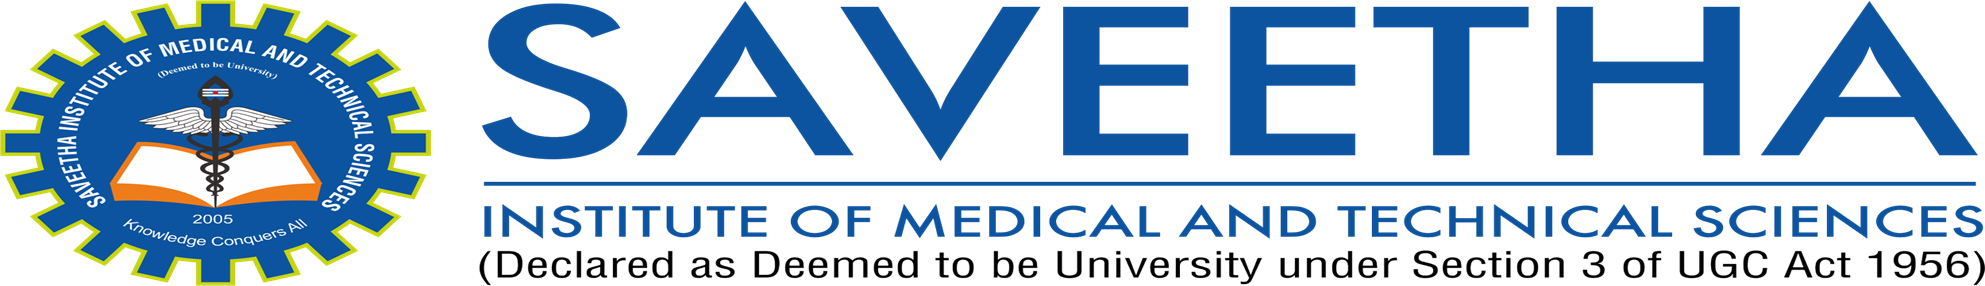 SAVEETHA INSTITUTE OF MEDICAL AND TECHNICAL SCIENCES
(Deemed to be University)
2005
Knowledge Conquers All
SAVEETHA
INSTITUTE OF MEDICAL AND TECHNICAL SCIENCES
(Declared as Deemed to be University under Section 3 of UGC Act 1956)